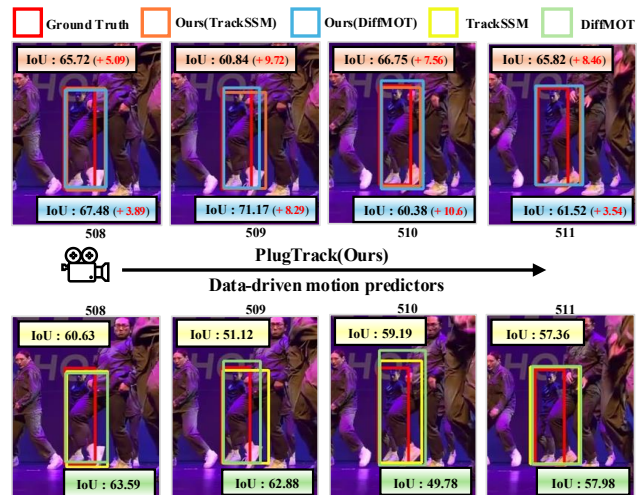 Ground Truth Ours(TrackSSM) Ours(DiffMOT) TrackSSM DiffMOT
IoU : 65.72 (+ 5.09) IoU : 60.84 (+ 9.72) IoU : 66.75 (+ 7.56) IoU : 65.82 (+ 8.46)
IoU : 67.48 (+ 3.89) IoU : 71.17 (+ 8.29) IoU : 60.38 (+ 10.6) IoU : 61.52 (+ 3.54)
508 509 510 511
PlugTrack(Ours)
Data-driven motion predictors
508 509 510 511
IoU : 60.63 IoU : 51.12 IoU : 59.19 IoU : 57.36
IoU : 63.59 IoU : 62.88 IoU : 49.78 IoU : 57.98